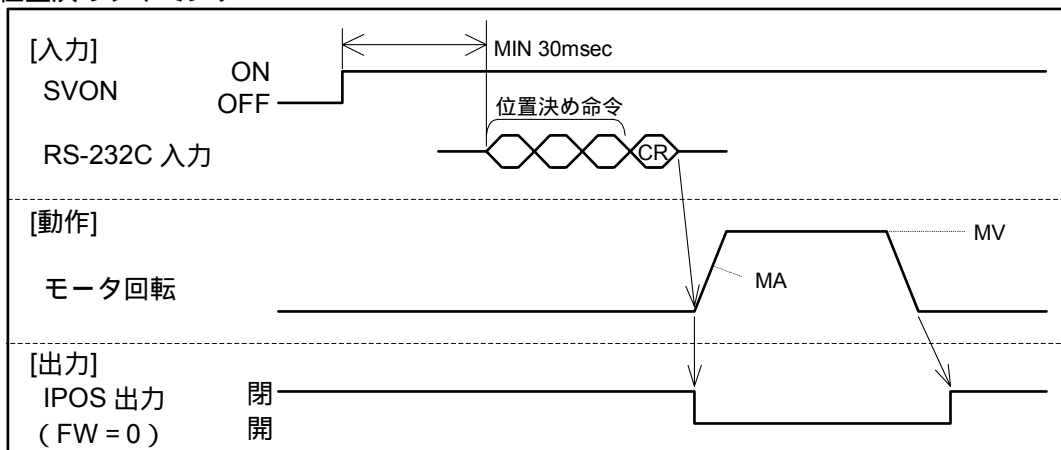 [入力]
MIN 30msec
SVON ON
OFF
位置決め命令
RS-232C 入力 CR
[動作]
MV
MA
モータ回転
[出力]
IPOS 出力 閉
( FW = 0 ) 開